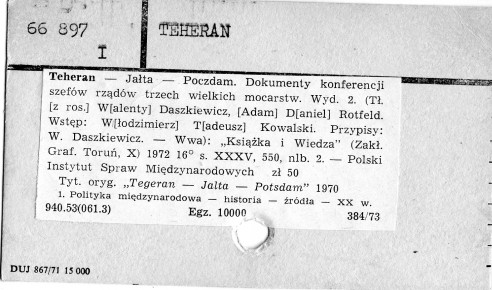 66 897
I
TEHERAN
Teheran — Jałta — Poczdam. Dokumenty konferencji
szefów rządów trzech wielkich mocarstw. Wyd. 2. (Tł.
[z ros.] W[alenty] Daszkiewicz, [Adam] D[aniel] Rotfeld.
Wstęp: W[łodzimierz] T[adeusz] Kowalski. Przypisy:
W. Daszkiewicz. — Wwa): „Książka i Wiedza” (Zakł.
Graf. Toruń, X) 1972 16° s. XXXV, 550, nlb. 2. — Polski
Instytut Spraw Międzynarodowych zł 50
Tyt. oryg. „Tegeran — Jalta — Potsdam” 1970
1. Polityka międzynarodowa — historia — źródła — XX w.
940.53(061.3) Egz. 10000 384/73
DUJ 867/71 15 000